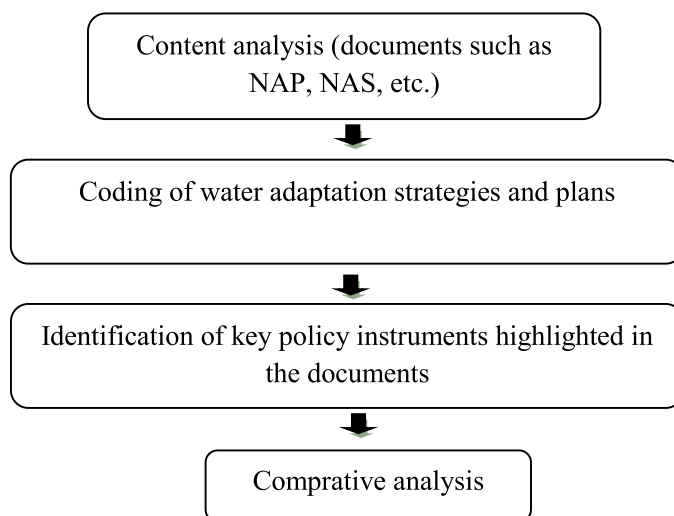 Content analysis (documents such as
NAP, NAS, etc.)
Coding of water adaptation strategies and plans
Identification of key policy instruments highlighted in
the documents
Comprative analysis